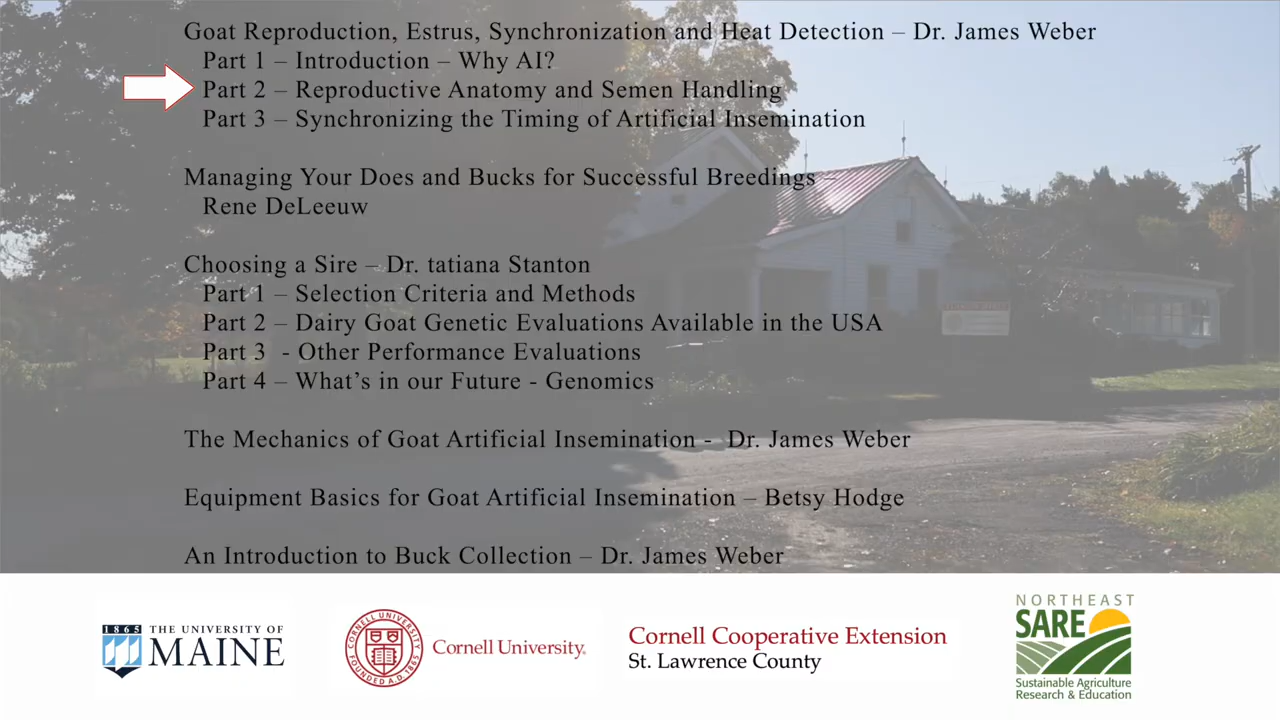 Goat Reproduction, Estrus, Synchronization and Heat Detection – Dr. James Weber
Part 1 – Introduction – Why AI?
Part 2 – Reproductive Anatomy and Semen Handling
Part 3 – Synchronizing the Timing of Artificial Insemination
Managing Your Does and Bucks for Successful Breedings
Rene DeLeeuw
Choosing a Sire – Dr. tatiana Stanton
Part 1 – Selection Criteria and Methods
Part 2 – Dairy Goat Genetic Evaluations Available in the USA
Part 3  - Other Performance Evaluations
Part 4 – What’s in our Future - Genomics
The Mechanics of Goat Artificial Insemination -  Dr. James Weber
Equipment Basics for Goat Artificial Insemination – Betsy Hodge
An Introduction to Buck Collection – Dr. James Weber
1865 THE UNIVERSITY OF
MAINE
CORNELL UNIVERSITY
FOUNDED A.D. 1865
Cornell University.
Cornell Cooperative Extension
St. Lawrence County
NORTHEAST
SARE
Sustainable Agriculture
Research & Education